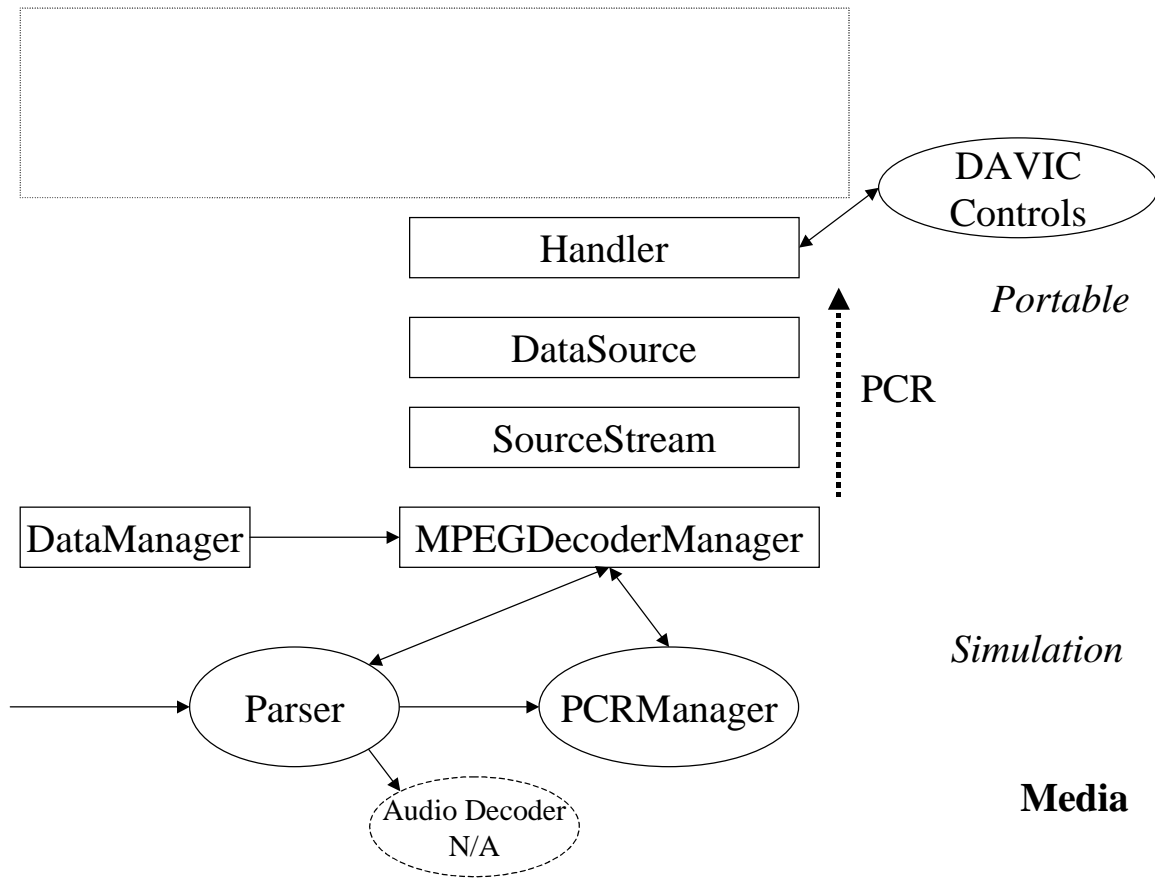 DAVIC
Controls
Handler
Portable
DataSource
PCR
SourceStream
DataManager
MPEGDecoderManager
Simulation
Parser
PCRManager
Audio Decoder
N/A
Media